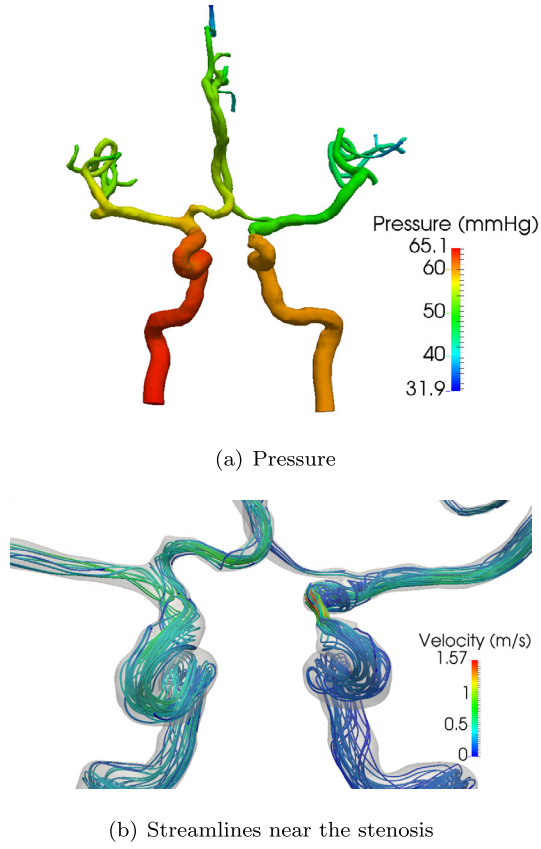 Pressure (mmHg)
65.1
60
50
40
31.9
(a) Pressure
Velocity (m/s)
1.57
1
0.5
0
(b) Streamlines near the stenosis